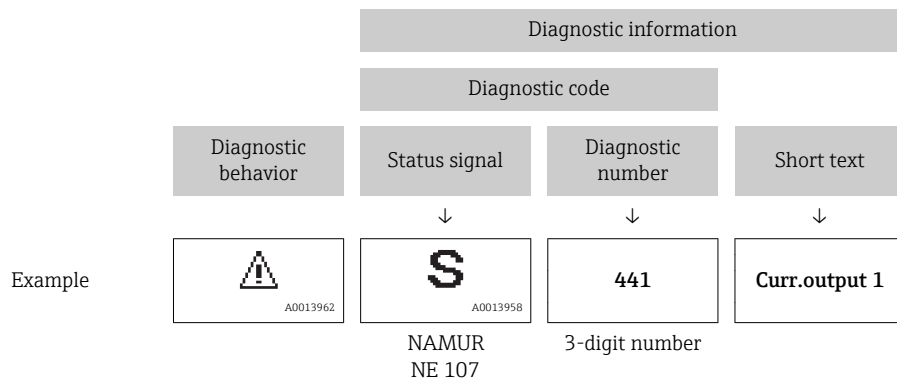 Diagnostic information
Diagnostic code
Diagnostic
behavior
Status signal
Diagnostic
number
Short text
↓ ↓ ↓
Example
A0013962
S
A0013958
441
Curr.output 1
NAMUR
NE 107
3-digit number